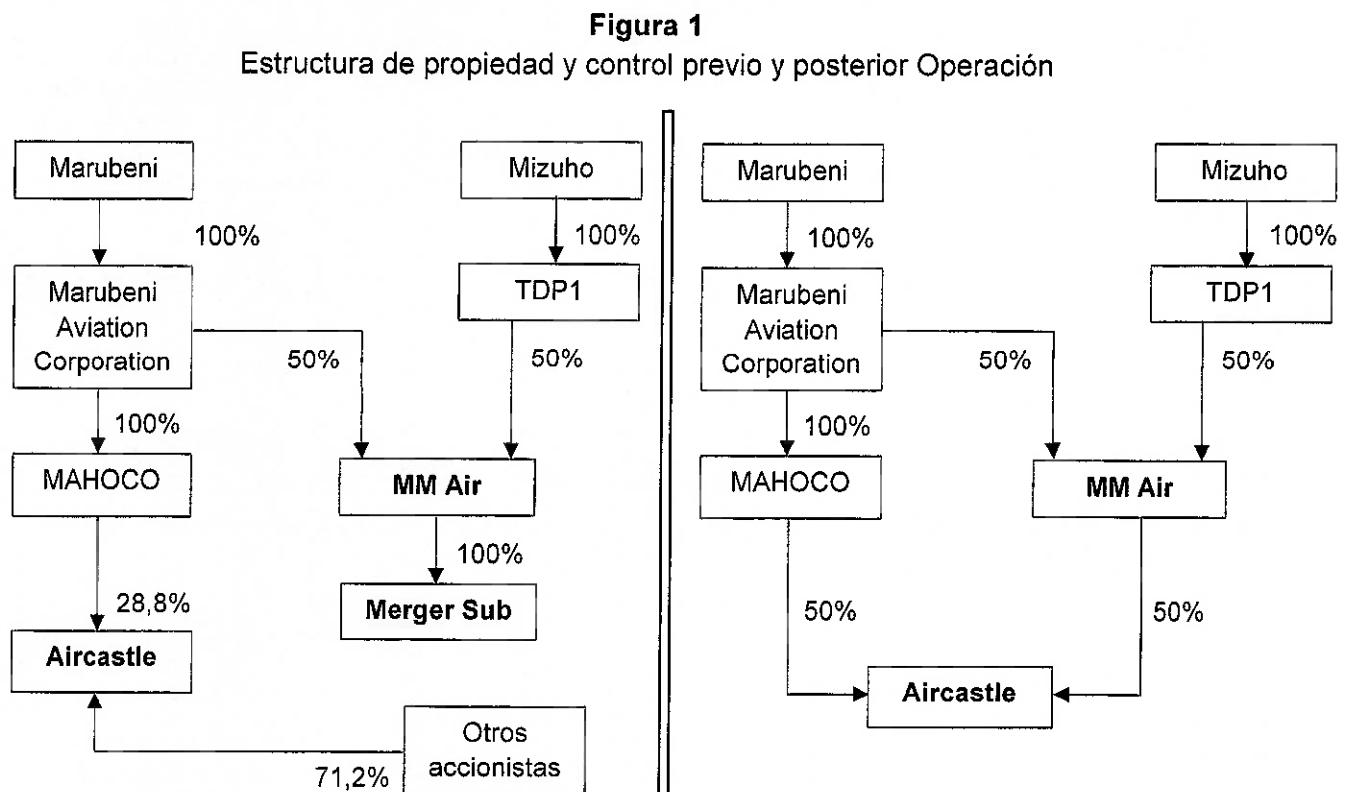 Figura 1
Estructura de propiedad y control previo y posterior Operación
Marubeni
Mizuho
100%
100%
Marubeni
Aviation
Corporation
TDP1
50%
50%
100%
MAHOCO
MM Air
100%
28,8%
Merger Sub
Aircastle
Otros
accionistas
71,2%
Marubeni
Mizuho
100%
100%
Marubeni
Aviation
Corporation
TDP1
50%
50%
100%
MAHOCO
MM Air
50%
50%
Aircastle